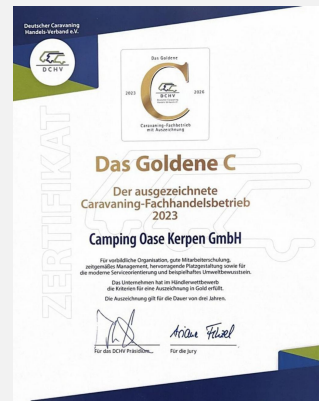 Deutscher Caravaning
Handels-Verband e.V.
DCHV
Das Goldene
2023
2026
C
DCHV
Caravaning-Fachbetrieb
mit Auszeichnung
ZERTIFIKAT
Das Goldene C
Der ausgezeichnete
Caravaning-Fachhandelsbetrieb
2023
Camping Oase Kerpen GmbH
Für vorbildliche Organisation, gute Mitarbeiterschulung,
zeitgemäßes Management, hervorragende Platzgestaltung sowie für
die moderne Serviceorientierung und beispielhaftes Umweltbewusstsein.
Das Unternehmen hat im Händlerwettbewerb
die Kriterien für eine Auszeichnung in Gold erfüllt.
Die Auszeichnung gilt für die Dauer von drei Jahren.
Für das DCHV Präsidium
Für die Jury